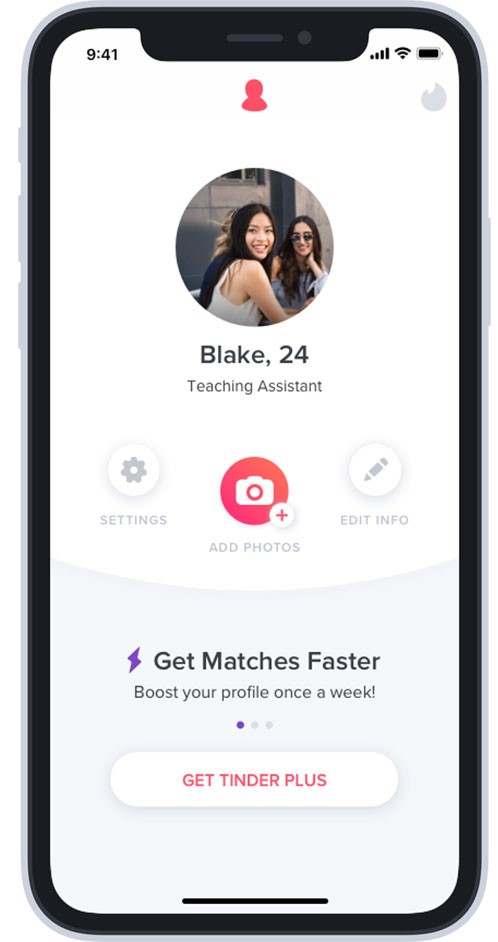 9:41
Blake, 24
Teaching Assistant
SETTINGS
ADD PHOTOS
EDIT INFO
Get Matches Faster
Boost your profile once a week!
GET TINDER PLUS